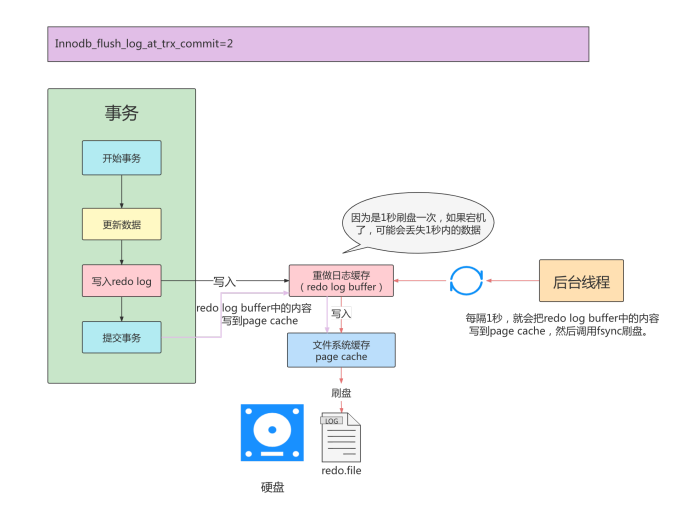 Innodb_flush_log_at_trx_commit=2
事务
开始事务
更新数据
写入redo log
提交事务
写入
redo log buffer中的内容
写到page cache
因为是1秒刷盘一次，如果宕机
了，可能会丢失1秒内的数据
重做日志缓存
( redo log buffer )
写入
文件系统缓存
page cache
刷盘
LOG
redo.file
硬盘
后台线程
每隔1秒，就会把redo log buffer中的内容
写到page cache，然后调用fsync刷盘。